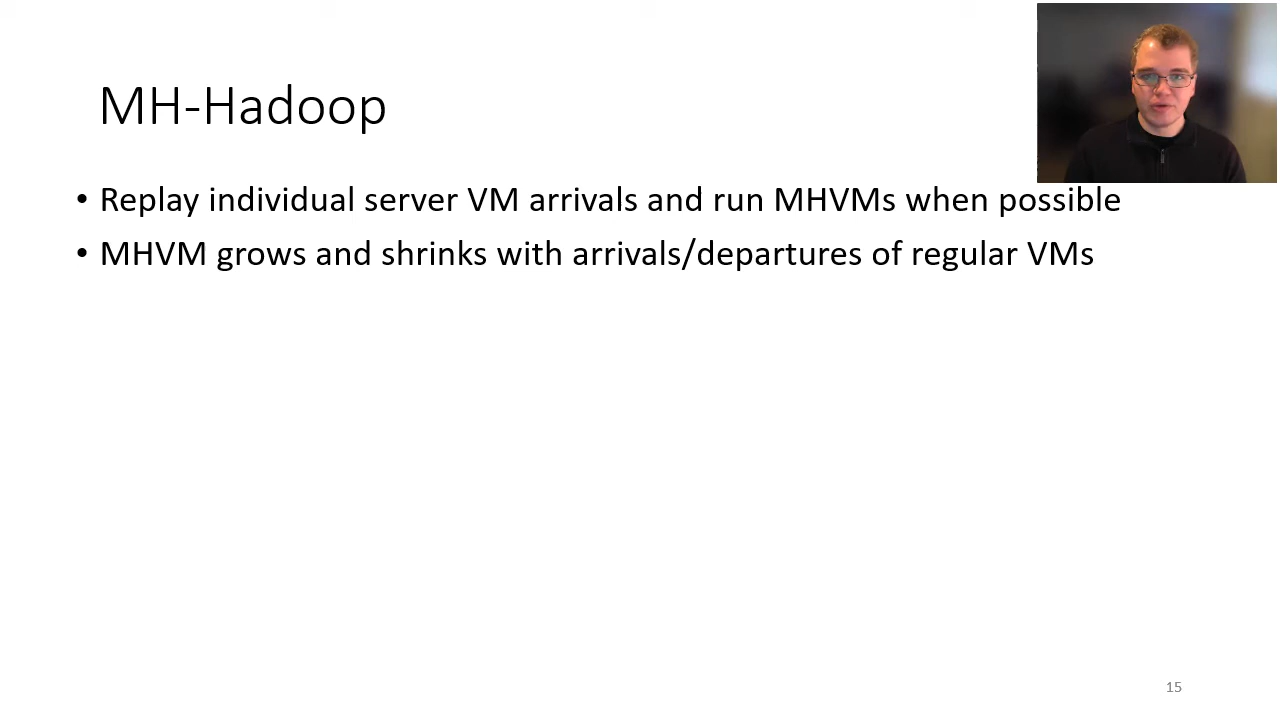 MH-Hadoop
• Replay individual server VM arrivals and run MHVMs when possible
• MHVM grows and shrinks with arrivals/departures of regular VMs
15